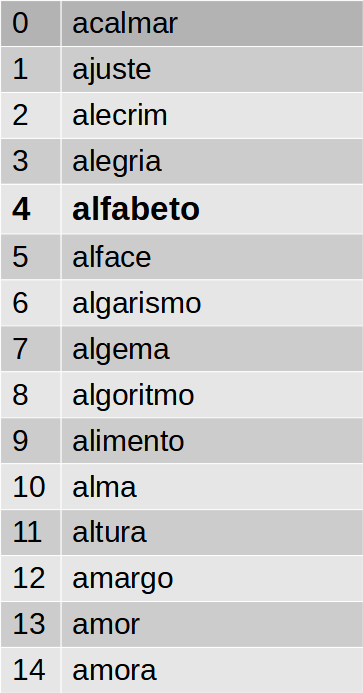 0 acalmar
1 ajuste
2 alecrim
3 alegria
4 alfabeto
5 alface
6 algarismo
7 algema
8 algoritmo
9 alimento
10 alma
11 altura
12 amargo
13 amor
14 amora